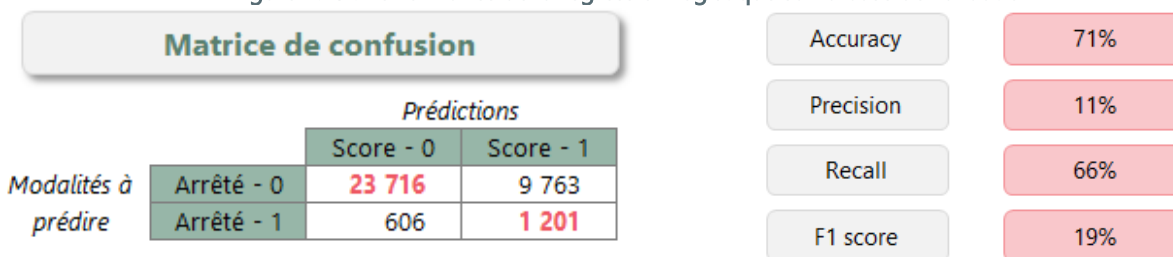 Matrice de confusion
Prédictions
Score - 0 Score - 1
Modalités à prédire
Arrêté - 0 23 716 9 763
Arrêté - 1 606 1 201
Accuracy 71%
Precision 11%
Recall 66%
F1 score 19%